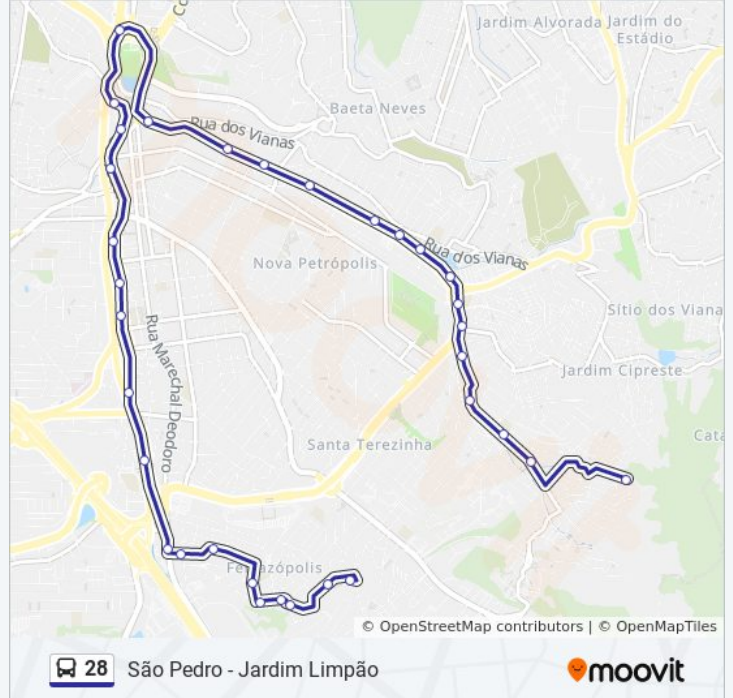 Co
Jardim Alvorada
Jardim do
Estádio
Baeta Neves
Rua dos Vianas
Rua dos Vianas
Nova Petrópolis
Sítio dos Viana
Rua Marechal Deodoro
Jardim Cipreste
Santa Terezinha
Cata
Ferrazópolis
© OpenStreetMap contributors | © OpenMapTiles
28 São Pedro - Jardim Limpão
moovit